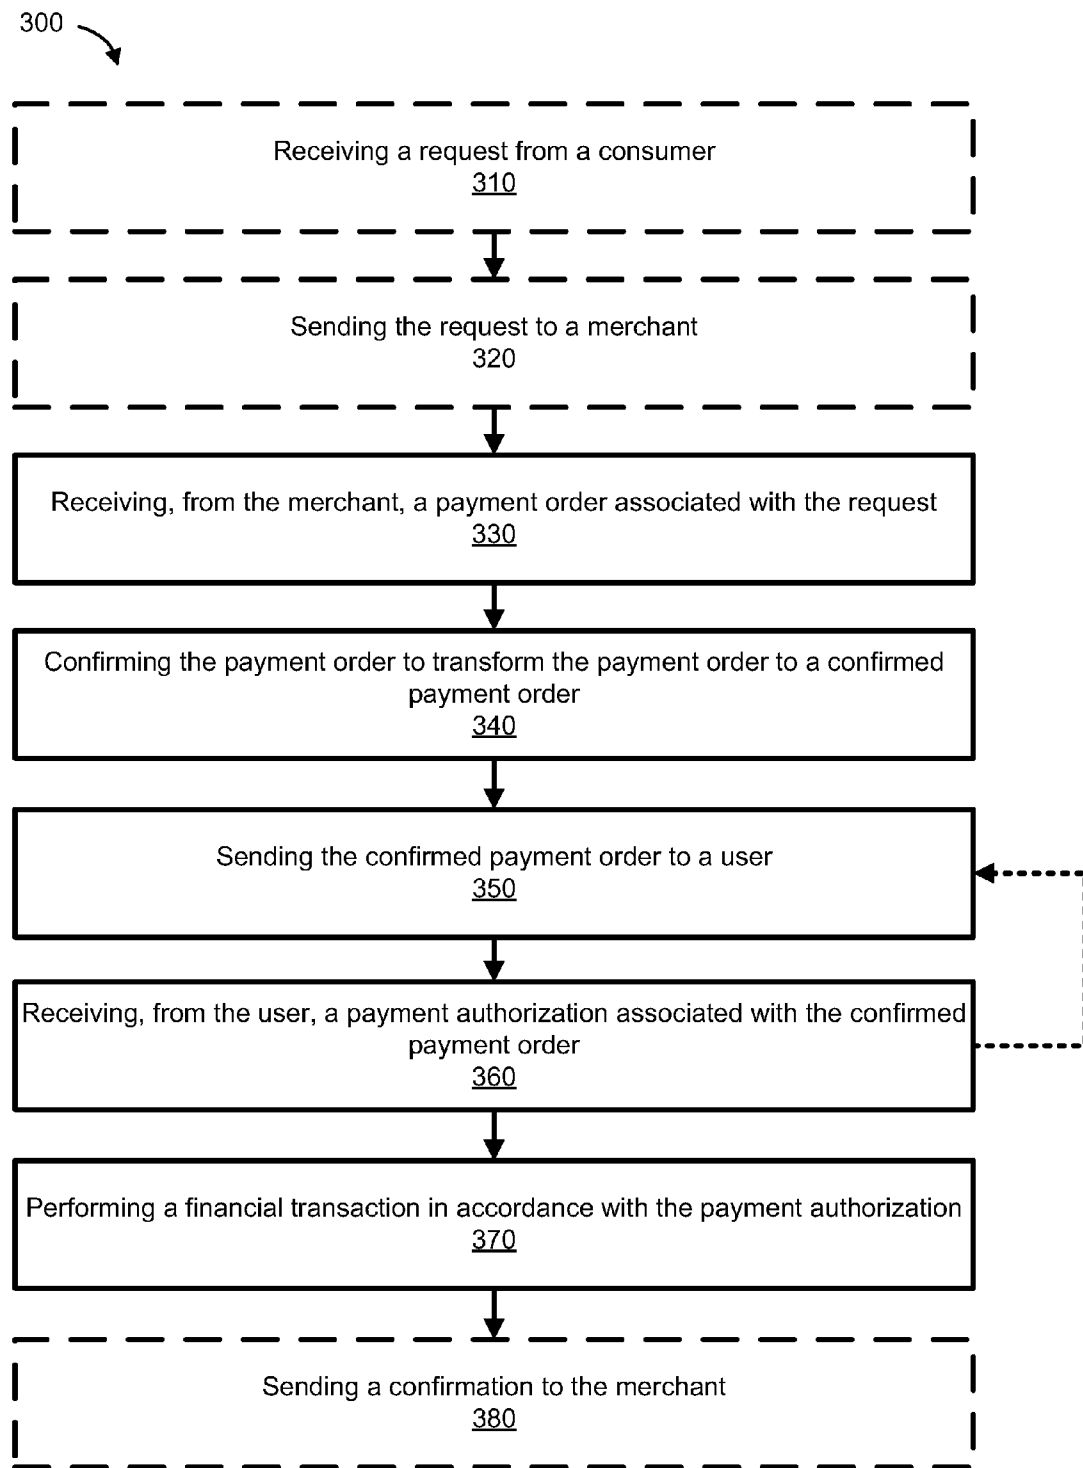 300
Receiving a request from a consumer
310
Sending the request to a merchant
320
Receiving, from the merchant, a payment order associated with the request
330
Confirming the payment order to transform the payment order to a confirmed
payment order
340
Sending the confirmed payment order to a user
350
Receiving, from the user, a payment authorization associated with the confirmed
payment order
360
Performing a financial transaction in accordance with the payment authorization
370
Sending a confirmation to the merchant
380